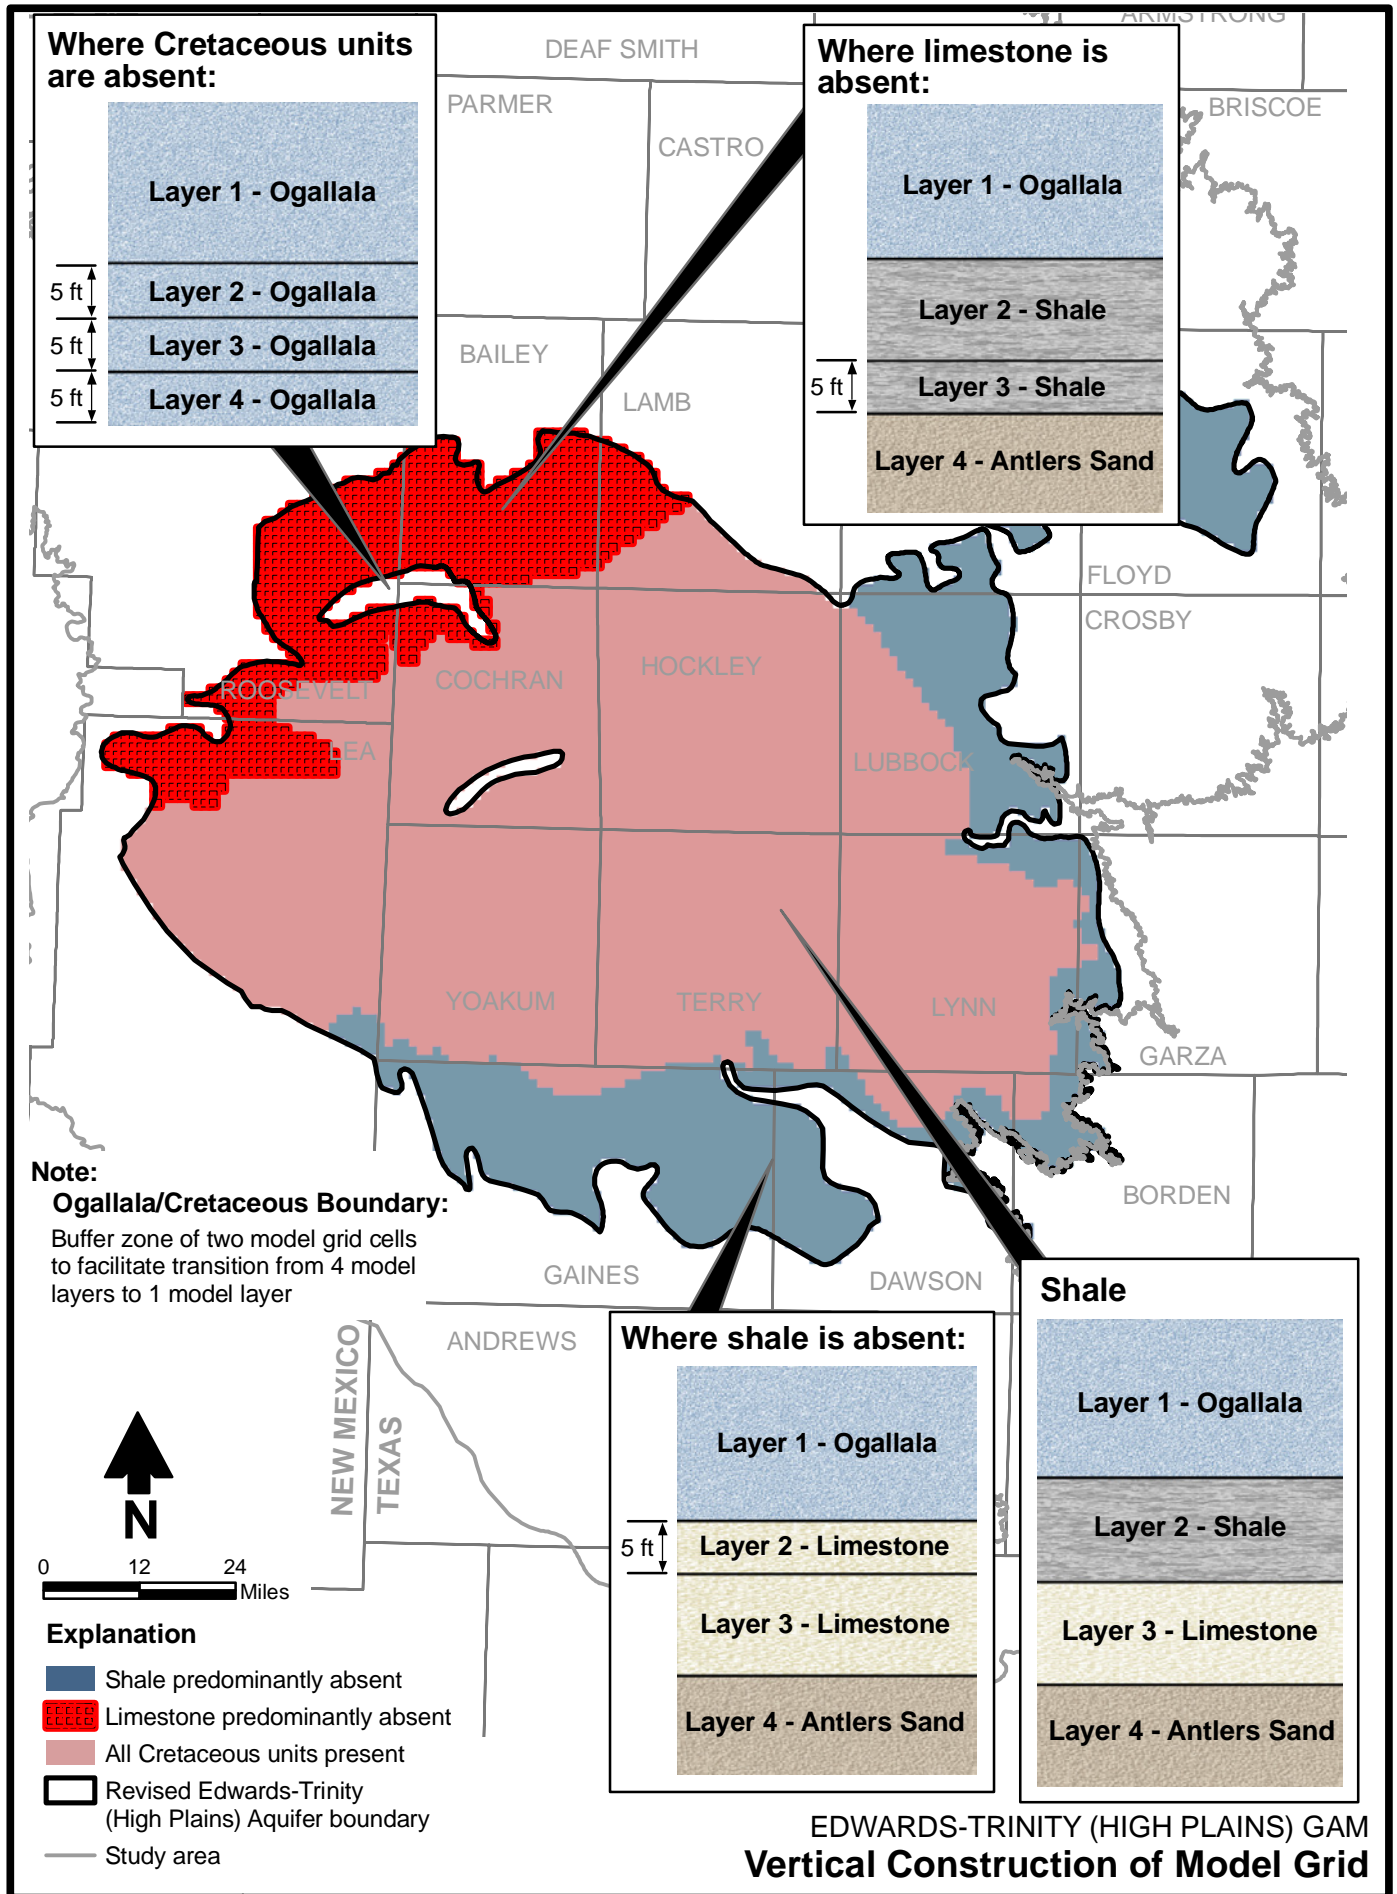 Where Cretaceous units
are absent:
Layer 1 - Ogallala
5 ft
Layer 2 - Ogallala
5 ft
Layer 3 - Ogallala
5 ft
Layer 4 - Ogallala
Where limestone is
absent:
Layer 1 - Ogallala
Layer 2 - Shale
5 ft
Layer 3 - Shale
Layer 4 - Antlers Sand
DEAF SMITH
ARMSTRONG
PARMER
CASTRO
BRISCOE
BAILEY
LAMB
FLOYD
CROSBY
ROOSEVELT
COCHRAN
HOCKLEY
LEA
LUBBOCK
YOAKUM
TERRY
LYNN
GARZA
BORDEN
GAINES
DAWSON
ANDREWS
NEW MEXICO
TEXAS
Note:
Ogallala/Cretaceous Boundary:
Buffer zone of two model grid cells
to facilitate transition from 4 model
layers to 1 model layer
Where shale is absent:
Layer 1 - Ogallala
5 ft
Layer 2 - Limestone
Layer 3 - Limestone
Layer 4 - Antlers Sand
Shale
Layer 1 - Ogallala
Layer 2 - Shale
Layer 3 - Limestone
Layer 4 - Antlers Sand
N
0 12 24
Miles
Explanation
Shale predominantly absent
Limestone predominantly absent
All Cretaceous units present
Revised Edwards-Trinity
(High Plains) Aquifer boundary
Study area
EDWARDS-TRINITY (HIGH PLAINS) GAM
Vertical Construction of Model Grid